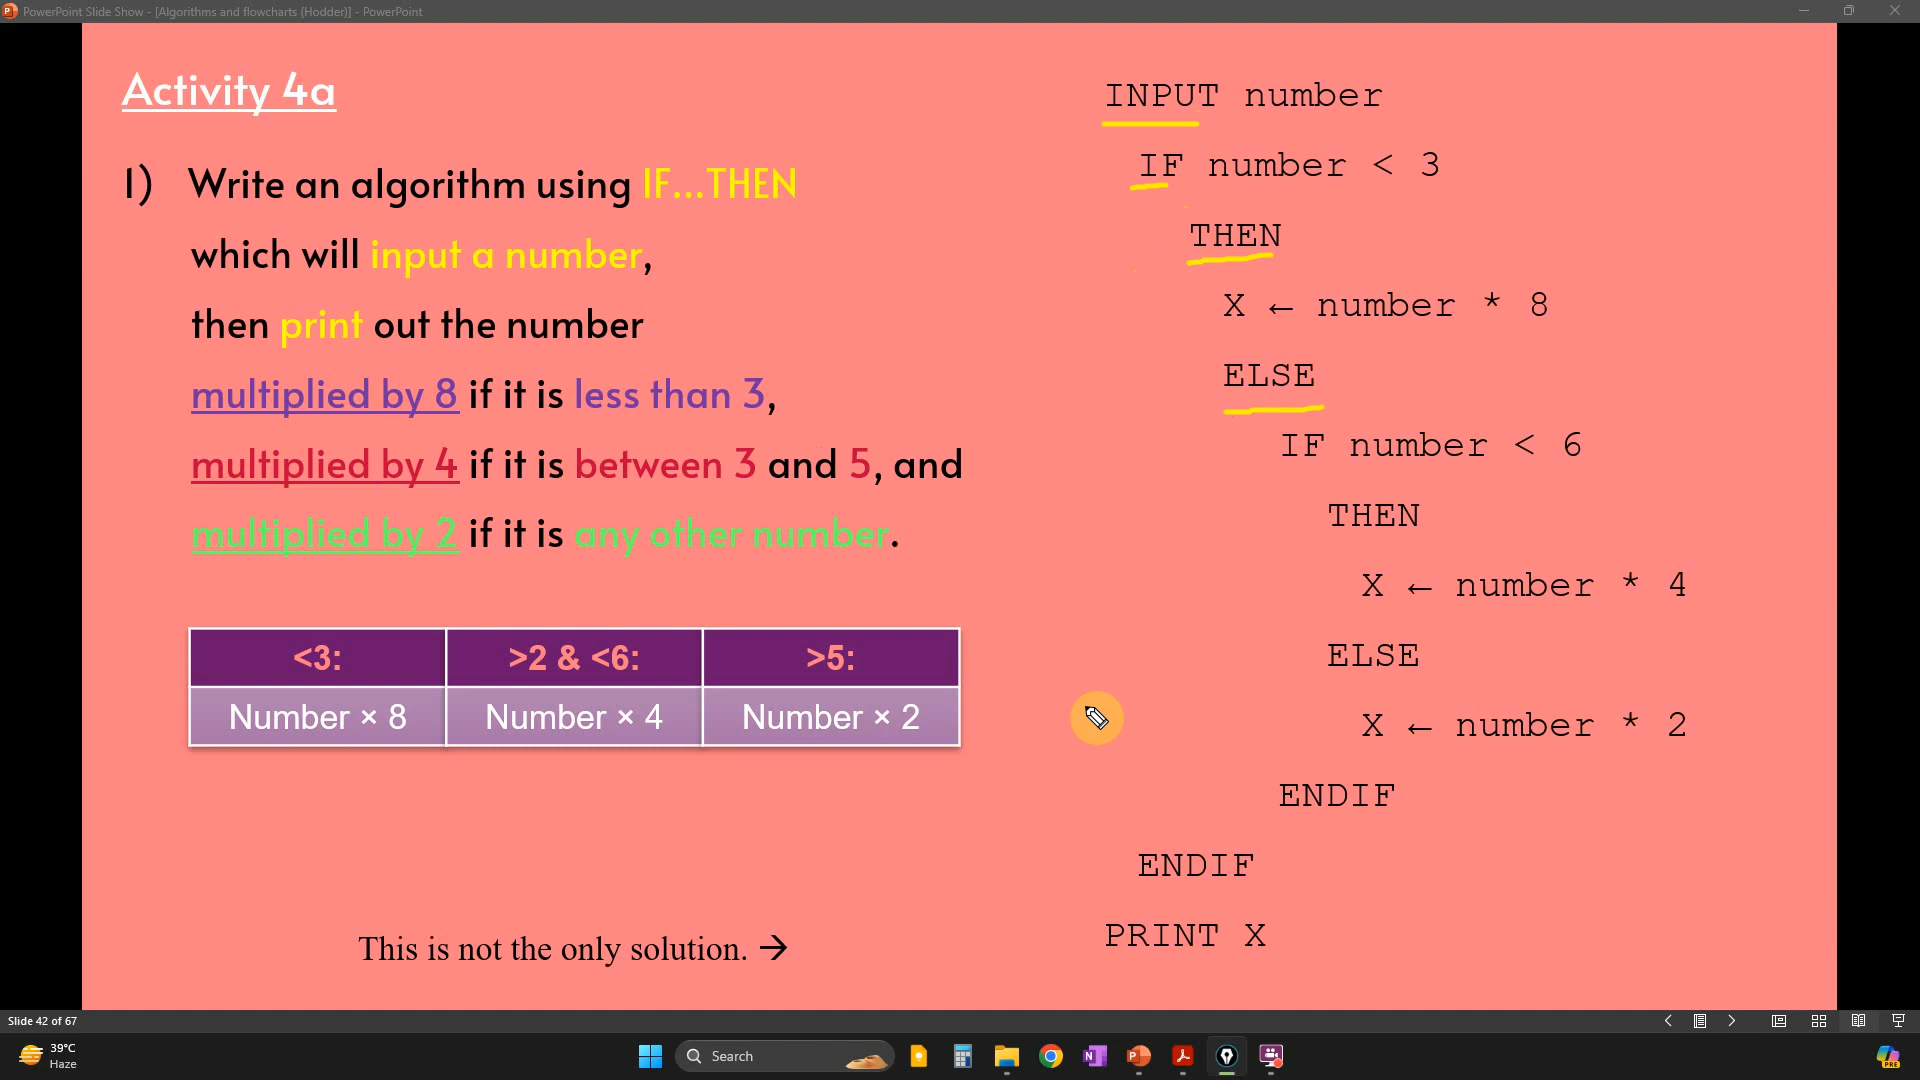 PowerPoint Slide Show - [Algorithms and flowcharts (Hodder)] - PowerPoint
Activity 4a
1) Write an algorithm using IF...THEN
which will input a number,
then print out the number
multiplied by 8 if it is less than 3,
multiplied by 4 if it is between 3 and 5, and
multiplied by 2 if it is any other number.
<3: >2 & <6: >5:
Number × 8 Number × 4 Number × 2
This is not the only solution. →
INPUT number
IF number < 3
THEN
X ← number * 8
ELSE
IF number < 6
THEN
X ← number * 4
ELSE
X ← number * 2
ENDIF
ENDIF
PRINT X
Slide 42 of 67
39°C
Haze
Search